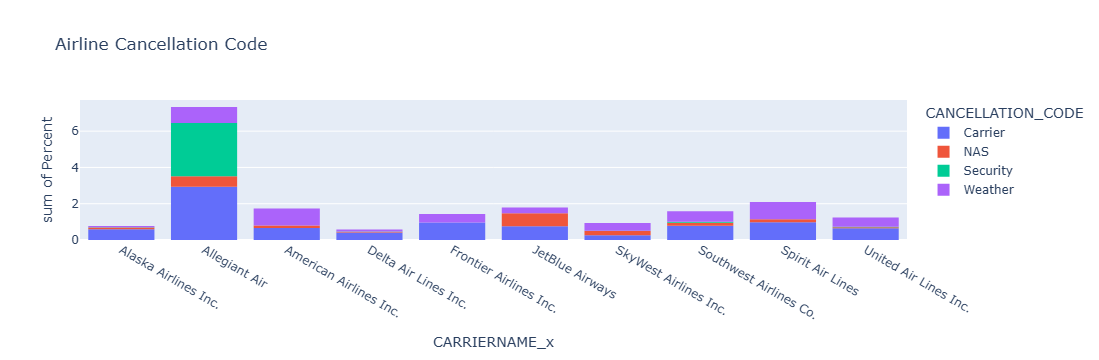 Airline Cancellation Code
sum of Percent
6
4
2
0
Alaska Airlines Inc.
Allegiant Air
American Airlines Inc.
Delta Air Lines Inc.
Frontier Airlines Inc.
JetBlue Airways
SkyWest Airlines Inc.
Southwest Airlines Co.
Spirit Air Lines
United Air Lines Inc.
CARRIERNAME_x
CANCELLATION_CODE
Carrier
NAS
Security
Weather